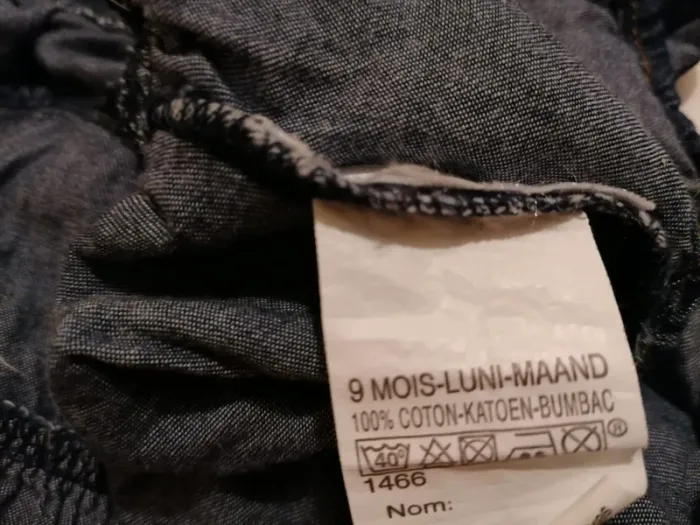 9 MOIS-LUNI-MAAND
100% COTON-KATOEN-BUMBAC
40° ®
1466
Nom: